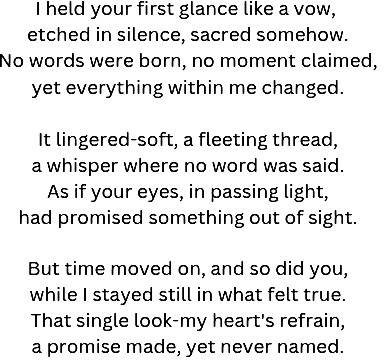 I held your first glance like a vow,
etched in silence, sacred somehow.
No words were born, no moment claimed,
yet everything within me changed.

It lingered-soft, a fleeting thread,
a whisper where no word was said.
As if your eyes, in passing light,
had promised something out of sight.

But time moved on, and so did you,
while I stayed still in what felt true.
That single look-my heart's refrain,
a promise made, yet never named.